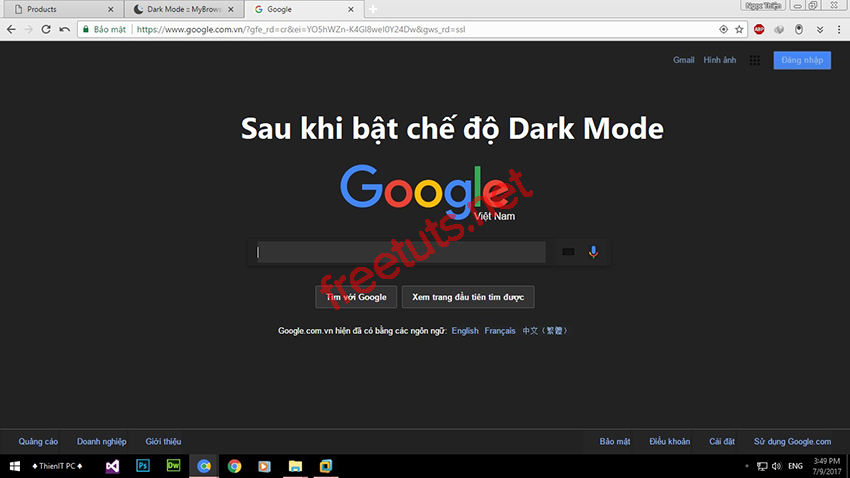 Products
Dark Mode :: MyBrow
Google
Ngọc Thiện
Bảo mật
https://www.google.com.vn/?gfe_rd=cr&ei=YO5hWZn-K4Gl8weI0Y24Dw&gws_rd=ssl
ABP
Gmail Hình ảnh Đăng nhập
Sau khi bật chế độ Dark Mode
Google
Việt Nam
freetuts.net
Tìm với Google Xem trang đầu tiên tìm được
Google.com.vn hiện đã có bằng các ngôn ngữ: English Français 中文（繁體）
Quảng cáo Doanh nghiệp Giới thiệu Bảo mật Điều khoản Cài đặt Sử dụng Google.com
♦ThienIT PC♦ Ps Dw ENG 3:49 PM
7/9/2017